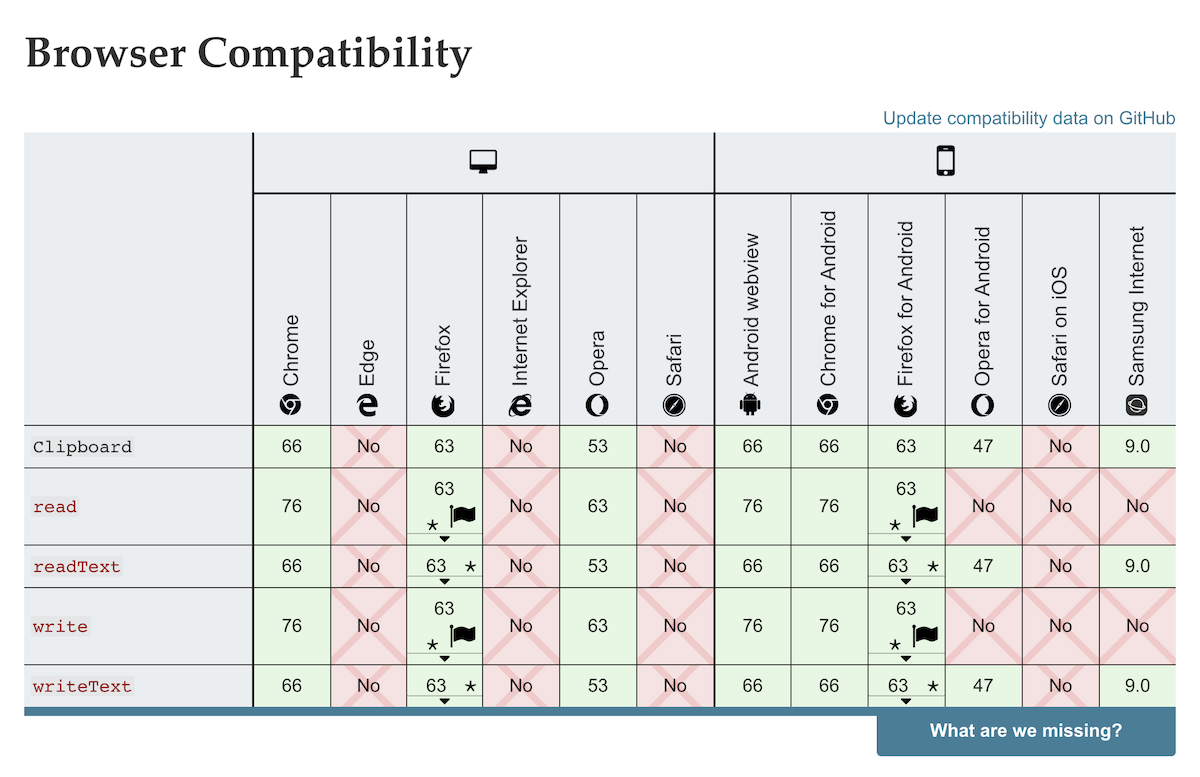 Browser Compatibility
Update compatibility data on GitHub
Chrome Edge Firefox Internet Explorer Opera Safari Android webview Chrome for Android Firefox for Android Opera for Android Safari on iOS Samsung Internet
Clipboard 66 No 63 No 53 No 66 66 63 47 No 9.0
read 76 No 63 * No 63 No 76 76 63 * No No No
readText 66 No 63 * No 53 No 66 66 63 * 47 No 9.0
write 76 No 63 * No 63 No 76 76 63 * No No No
writeText 66 No 63 * No 53 No 66 66 63 * 47 No 9.0
What are we missing?